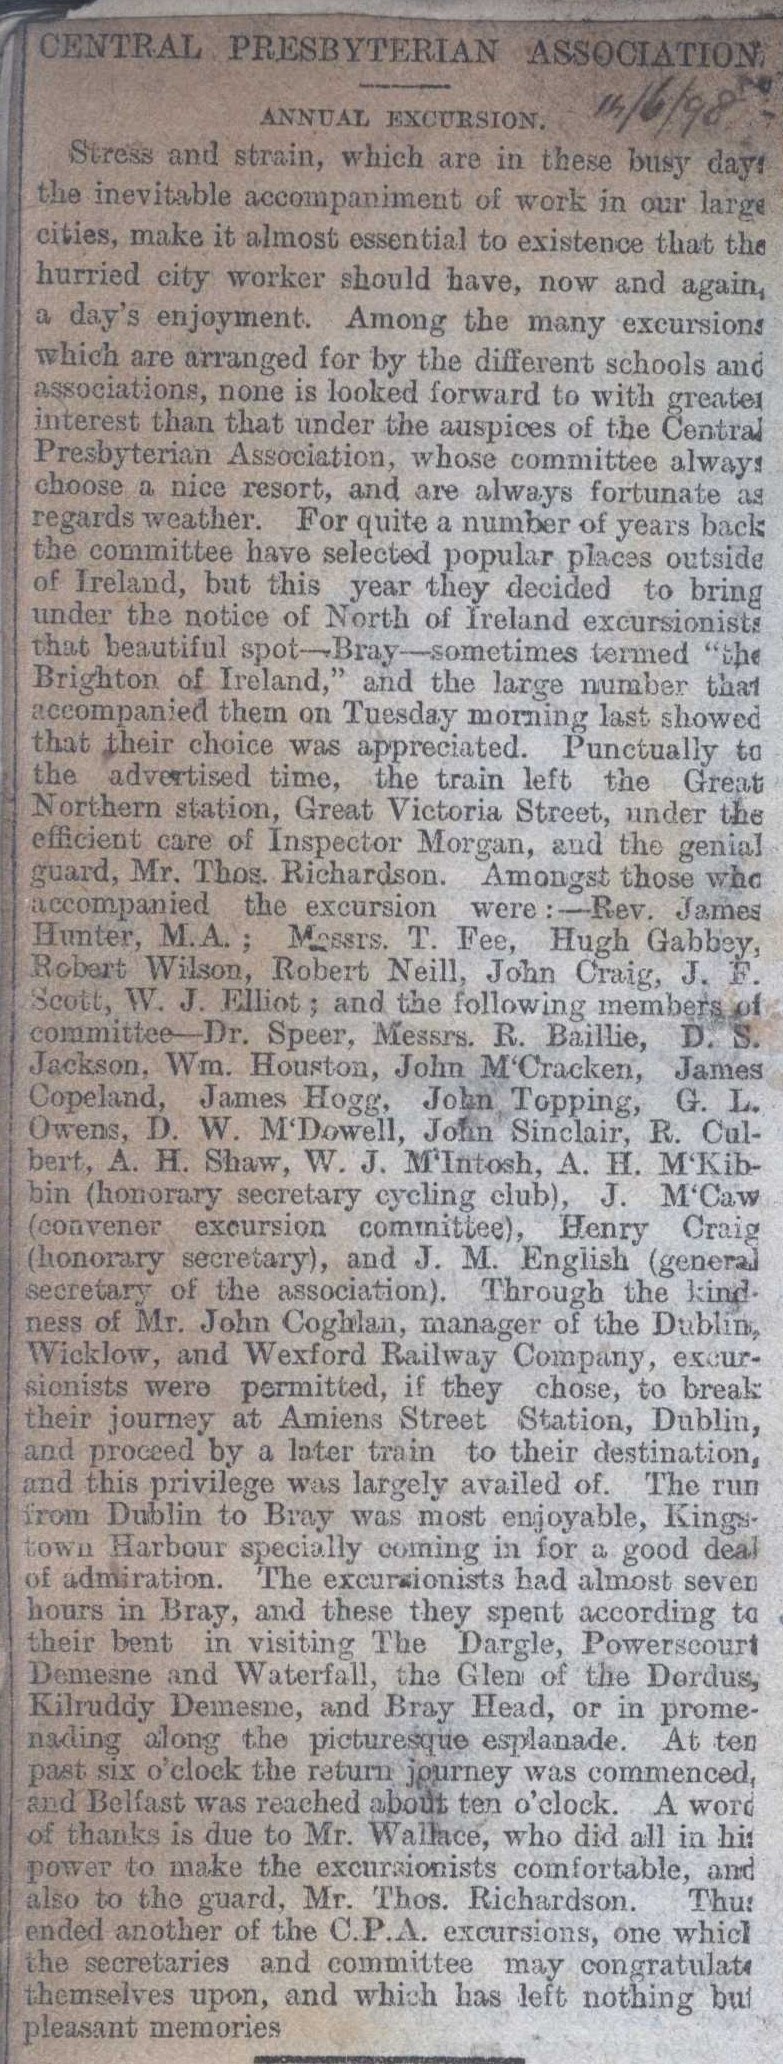 CENTRAL PRESBYTERIAN ASSOCIATION.
ANNUAL EXCURSION.
Stress and strain, which are in these busy days
the inevitable accompaniment of work in our large
cities, make it almost essential to existence that the
hurried city worker should have, now and again,
a day's enjoyment. Among the many excursions
which are arranged for by the different schools and
associations, none is looked forward to with greater
interest than that under the auspices of the Central
Presbyterian Association, whose committee always
choose a nice resort, and are always fortunate as
regards weather. For quite a number of years back
the committee have selected popular places outside
of Ireland, but this year they decided to bring
under the notice of North of Ireland excursionists
that beautiful spot—Bray—sometimes termed "the
Brighton of Ireland," and the large number that
accompanied them on Tuesday morning last showed
that their choice was appreciated. Punctually to
the advertised time, the train left the Great
Northern station, Great Victoria Street, under the
efficient care of Inspector Morgan, and the genial
guard, Mr. Thos. Richardson. Amongst those who
accompanied the excursion were:—Rev. James
Hunter, M.A.; Messrs. T. Fee, Hugh Gabbey,
Robert Wilson, Robert Neill, John Craig, J. F.
Scott, W. J. Elliot; and the following members of
committee—Dr. Speer, Messrs. R. Baillie, D. S.
Jackson, Wm. Houston, John M'Cracken, James
Copeland, James Hogg, John Topping, G. L.
Owens, D. W. M'Dowell, John Sinclair, R. Cul-
bert, A. H. Shaw, W. J. M'Intosh, A. H. M'Kib-
bin (honorary secretary cycling club), J. M'Caw
(convener excursion committee), Henry Craig
(honorary secretary), and J. M. English (general
secretary of the association). Through the kind-
ness of Mr. John Coghlan, manager of the Dublin,
Wicklow, and Wexford Railway Company, excur-
sionists were permitted, if they chose, to break
their journey at Amiens Street Station, Dublin,
and proceed by a later train to their destination,
and this privilege was largely availed of. The run
from Dublin to Bray was most enjoyable, Kings-
town Harbour specially coming in for a good deal
of admiration. The excursionists had almost seven
hours in Bray, and these they spent according to
their bent in visiting The Dargle, Powerscourt
Demesne and Waterfall, the Glen of the Dordus,
Kilruddy Demesne, and Bray Head, or in prome-
nading along the picturesque esplanade. At ten
past six o'clock the return journey was commenced,
and Belfast was reached about ten o'clock. A word
of thanks is due to Mr. Wallace, who did all in his
power to make the excursionists comfortable, and
also to the guard, Mr. Thos. Richardson. Thus
ended another of the C.P.A. excursions, one which
the secretaries and committee may congratulate
themselves upon, and which has left nothing but
pleasant memories